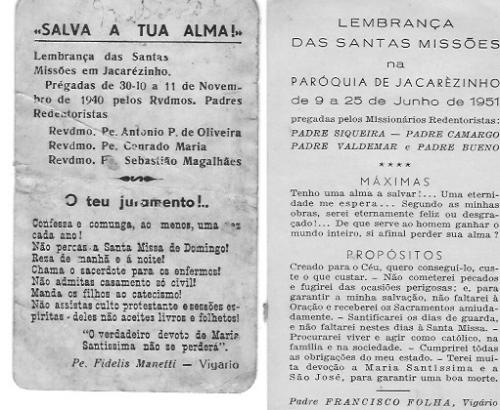 «SALVA A TUA ALMA!»
Lembrança das Santas
Missões em Jacarézinho.
Prégadas de 30-10 a 11 de Novem-
bro de 1940 pelos Rvdmos. Padres
Redentoristas
Revdmo. Pe. Antonio P. de Oliveira
Revdmo. Pe. Conrado Maria
Revdmo. Pe. Sebastião Magalhães
O teu juramento!..
Confessa e comunga, ao menos, uma vez
cada ano!
Não percas a Santa Missa de Domingo!
Resa de manhã e á noite!
Chama o sacerdote para os enfermos!
Não admitas casamento só civil!
Manda os filhos ao catecismo!
Não assistas culto protestante e sessões es-
piritas - deles não aceites livros e folhetos!
"O verdadeiro devoto de Maria
Santissima não se perderá".
Pe. Fidelis Manetti — Vigario
LEMBRANÇA
DAS SANTAS MISSÕES
na
PARÓQUIA DE JACARÈZINHO
de 9 a 25 de Junho de 1951
pregadas pelos Missionários Redentoristas:
PADRE SIQUEIRA — PADRE CAMARGO
PADRE VALDEMAR e PADRE BUENO
★★★★
MÁXIMAS
Tenho uma alma a salvar!... Uma eterni-
dade me espera... Segundo as minhas
obras, serei eternamente feliz ou desgra-
çado!... De que serve ao homem ganhar o
mundo inteiro, si afinal perder sua alma?
PROPÓSITOS
Creado para o Céu, quero consegui-lo, cus-
te o que custar. – Não cometerei pecados
e fugirei das ocasiões perigosas; e, para
garantir a minha salvação, não faltarei à
Oração e receberei os Sacramentos amiuda-
damente. – Santificarei os dias de guarda,
e não faltarei nestes dias à Santa Missa. –
Procurarei viver e agir como católico, na
família e na sociedade. – Cumprirei tôdas
as obrigações do meu estado. – Terei mui-
ta devoção a Maria Santíssima e a
São José, para garantir uma boa morte.
Padre FRANCISCO FOLHA, Vigário